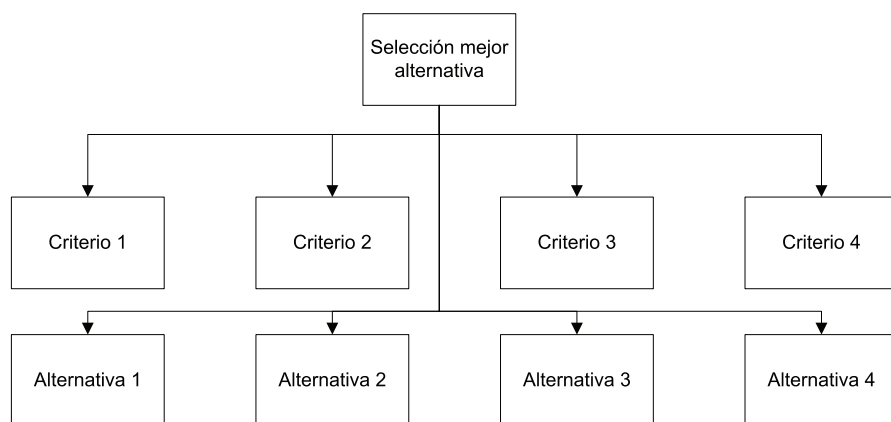 Selección mejor
alternativa
Criterio 1
Criterio 2
Criterio 3
Criterio 4
Alternativa 1
Alternativa 2
Alternativa 3
Alternativa 4